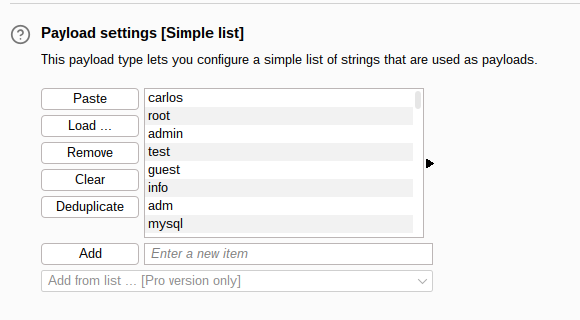 Payload settings [Simple list]
This payload type lets you configure a simple list of strings that are used as payloads.
Paste
Load ...
Remove
Clear
Deduplicate
carlos
root
admin
test
guest
info
adm
mysql
Add
Enter a new item
Add from list ... [Pro version only]